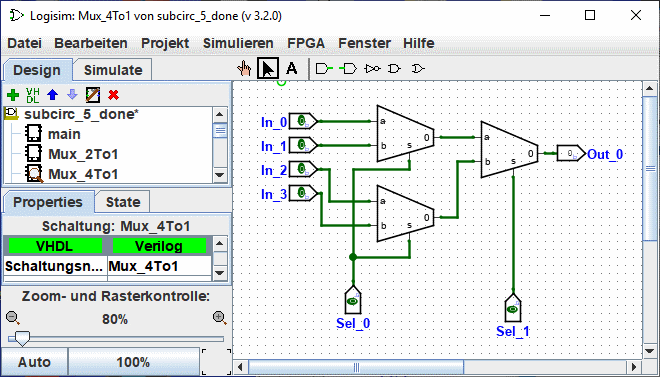 Logisim: Mux_4To1 von subcirc_5_done (v 3.2.0)
Datei Bearbeiten Projekt Simulieren FPGA Fenster Hilfe
Design Simulate
A
VH
DL
subcirc_5_done*
main
Mux_2To1
Mux_4To1
Properties State
Schaltung: Mux_4To1
VHDL Verilog
Schaltungsn... Mux_4To1
Zoom- und Rasterkontrolle:
80%
Auto 100%
In_0 0 a
In_1 0 b 0 s
In_2 0 a
In_3 0 b 0 s
a b 0 s
0 Out_0
Sel_0
Sel_1